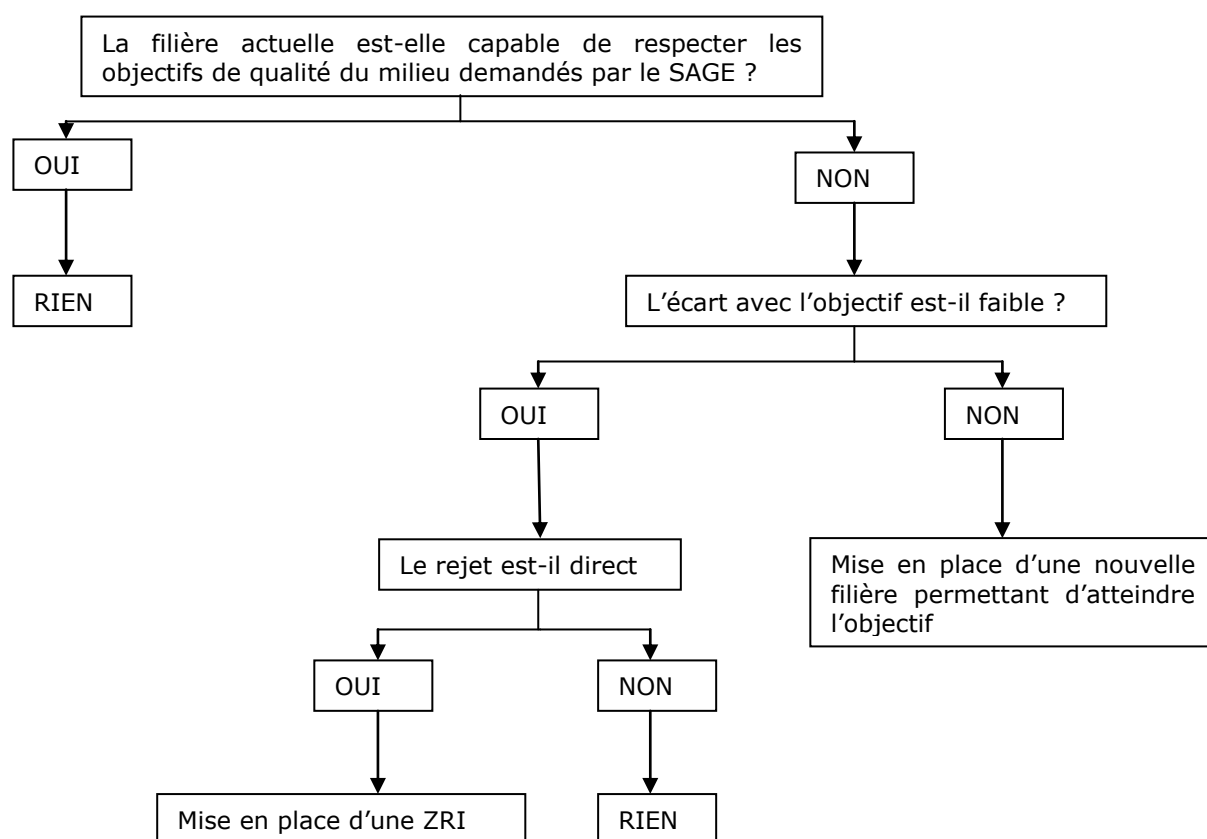 La filière actuelle est-elle capable de respecter les
objectifs de qualité du milieu demandés par le SAGE ?
OUI
NON
RIEN
L’écart avec l’objectif est-il faible ?
OUI
NON
Le rejet est-il direct
Mise en place d’une nouvelle
filière permettant d’atteindre
l’objectif
OUI
NON
Mise en place d’une ZRI
RIEN